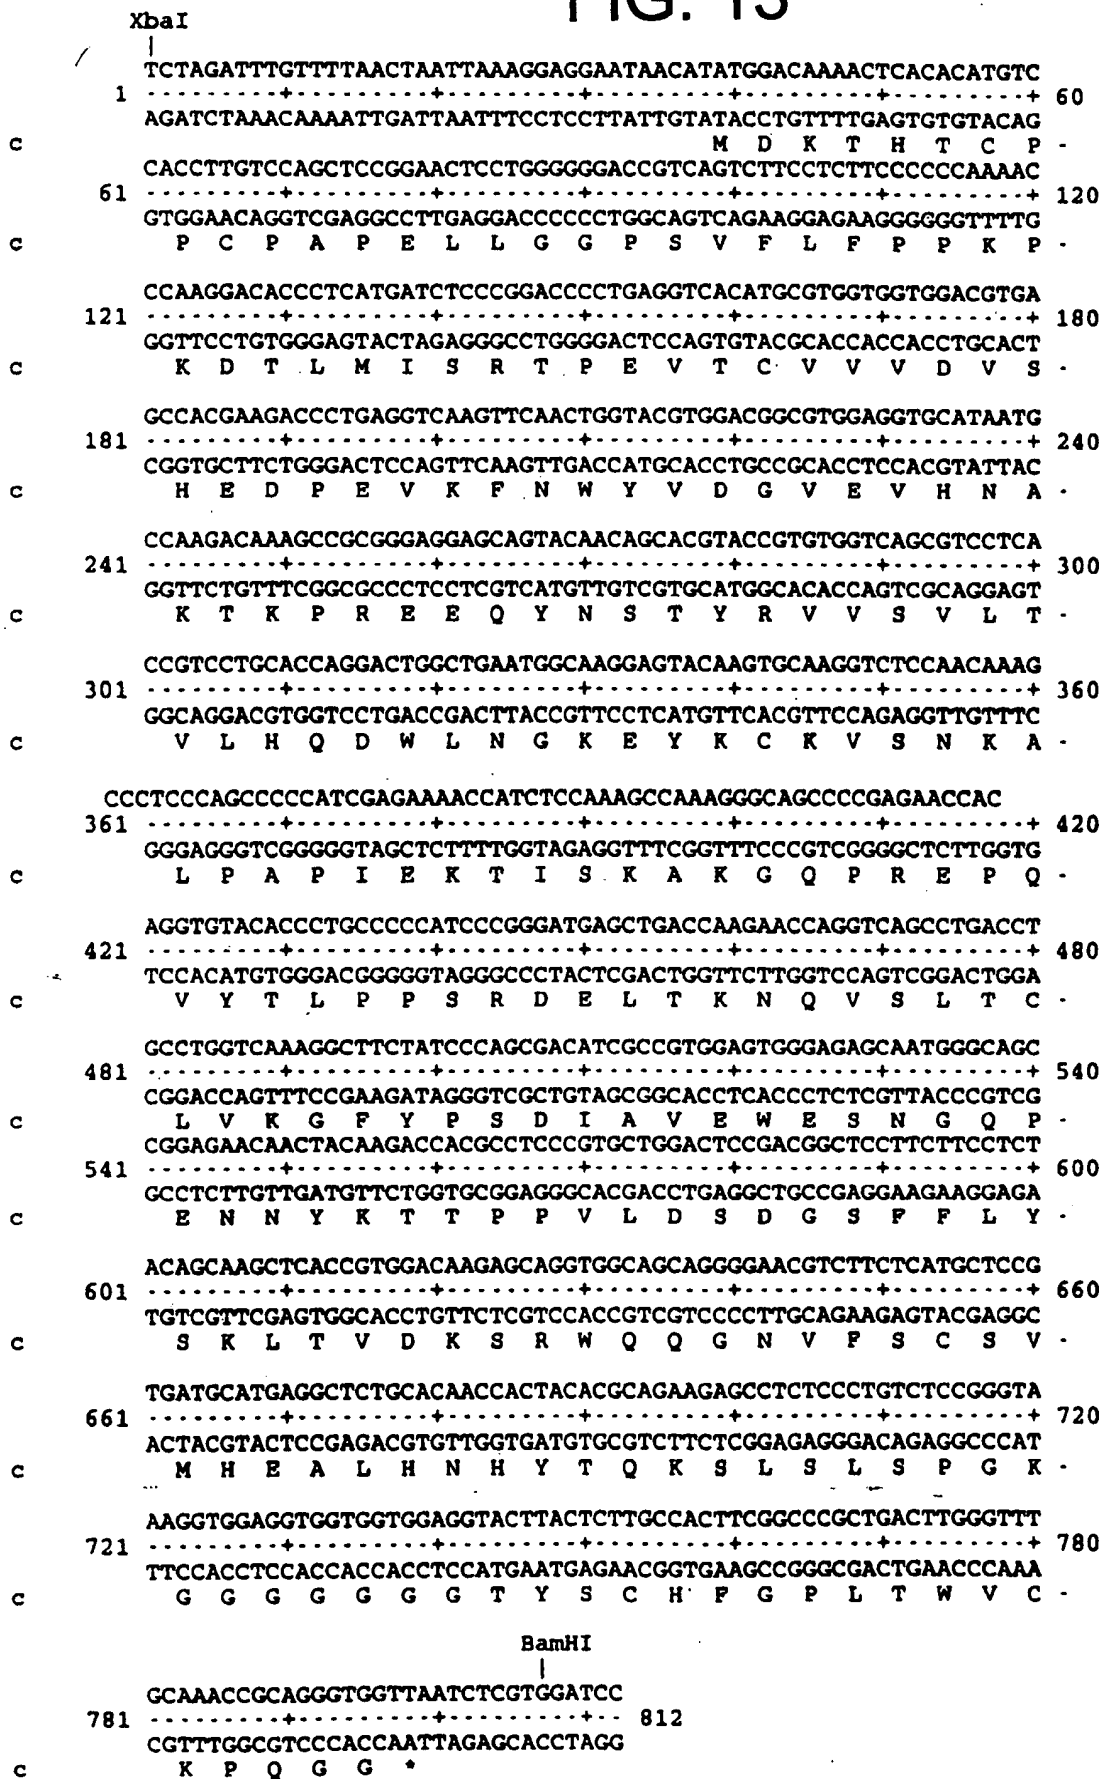 FIG. 13
XbaI
TCTAGATTTGTTTTAACTAATTAAAGGAGGAATAACATATGGACAAAACTCACACATGTC
1 ---------+---------+---------+---------+---------+---------+ 60
AGATCTAAACAAAATTGATTAATTTCCTCCTTATTGTATACCTGTTTTGAGTGTGTACAG
c M D K T H T C P -
CACCTTGTCCAGCTCCGGAACTCCTGGGGGGACCGTCAGTCTTCCTCTTCCCCCCAAAAC
61 ---------+---------+---------+---------+---------+---------+ 120
GTGGAACAGGTCGAGGCCTTGAGGACCCCCCTGGCAGTCAGAAGGAGAAGGGGGGTTTTG
c P C P A P E L L G G P S V F L F P P K P -
CCAAGGACACCCTCATGATCTCCCGGACCCCTGAGGTCACATGCGTGGTGGTGGACGTGA
121 ---------+---------+---------+---------+---------+---------+ 180
GGTTCCTGTGGGAGTACTAGAGGGCCTGGGGACTCCAGTGTACGCACCACCACCTGCACT
c K D T L M I S R T P E V T C V V V D V S -
GCCACGAAGACCCTGAGGTCAAGTTCAACTGGTACGTGGACGGCGTGGAGGTGCATAATG
181 ---------+---------+---------+---------+---------+---------+ 240
CGGTGCTTCTGGGACTCCAGTTCAAGTTGACCATGCACCTGCCGCACCTCCACGTATTAC
c H E D P E V K F N W Y V D G V E V H N A -
CCAAGACAAAGCCGCGGGAGGAGCAGTACAACAGCACGTACCGTGTGGTCAGCGTCCTCA
241 ---------+---------+---------+---------+---------+---------+ 300
GGTTCTGTTTCGGCGCCCTCCTCGTCATGTTGTCGTGCATGGCACACCAGTCGCAGGAGT
c K T K P R E E Q Y N S T Y R V V S V L T -
CCGTCCTGCACCAGGACTGGCTGAATGGCAAGGAGTACAAGTGCAAGGTCTCCAACAAAG
301 ---------+---------+---------+---------+---------+---------+ 360
GGCAGGACGTGGTCCTGACCGACTTACCGTTCCTCATGTTCACGTTCCAGAGGTTGTTTC
c V L H Q D W L N G K E Y K C K V S N K A -
CCCTCCCAGCCCCCATCGAGAAAACCATCTCCAAAGCCAAAGGGCAGCCCCGAGAACCAC
361 ---------+---------+---------+---------+---------+---------+ 420
GGGAGGGTCGGGGGTAGCTCTTTTGGTAGAGGTTTCGGTTTCCCGTCGGGGCTCTTGGTG
c L P A P I E K T I S K A K G Q P R E P Q -
AGGTGTACACCCTGCCCCCATCCCGGGATGAGCTGACCAAGAACCAGGTCAGCCTGACCT
421 ---------+---------+---------+---------+---------+---------+ 480
TCCACATGTGGGACGGGGGTAGGGCCCTACTCGACTGGTTCTTGGTCCAGTCGGACTGGA
c V Y T L P P S R D E L T K N Q V S L T C -
GCCTGGTCAAAGGCTTCTATCCCAGCGACATCGCCGTGGAGTGGGAGAGCAATGGGCAGC
481 ---------+---------+---------+---------+---------+---------+ 540
CGGACCAGTTTCCGAAGATAGGGTCGCTGTAGCGGCACCTCACCCTCTCGTTACCCGTCG
c L V K G F Y P S D I A V E W E S N G Q P -
CGGAGAACAACTACAAGACCACGCCTCCCGTGCTGGACTCCGACGGCTCCTTCTTCCTCT
541 ---------+---------+---------+---------+---------+---------+ 600
GCCTCTTGTTGATGTTCTGGTGCGGAGGGCACGACCTGAGGCTGCCGAGGAAGAAGGAGA
c E N N Y K T T P P V L D S D G S F F L Y -
ACAGCAAGCTCACCGTGGACAAGAGCAGGTGGCAGCAGGGGAACGTCTTCTCATGCTCCG
601 ---------+---------+---------+---------+---------+---------+ 660
TGTCGTTCGAGTGGCACCTGTTCTCGTCCACCGTCGTCCCCTTGCAGAAGAGTACGAGGC
c S K L T V D K S R W Q Q G N V F S C S V -
TGATGCATGAGGCTCTGCACAACCACTACACGCAGAAGAGCCTCTCCCTGTCTCCGGGTA
661 ---------+---------+---------+---------+---------+---------+ 720
ACTACGTACTCCGAGACGTGTTGGTGATGTGCGTCTTCTCGGAGAGGGACAGAGGCCCAT
c M H E A L H N H Y T Q K S L S L S P G K -
AAGGTGGAGGTGGTGGTGGAGGTACTTACTCTTGCCACTTCGGCCCGCTGACTTGGGTTT
721 ---------+---------+---------+---------+---------+---------+ 780
TTCCACCTCCACCACCACCTCCATGAATGAGAACGGTGAAGCCGGGCGACTGAACCCAAA
c G G G G G G G T Y S C H F G P L T W V C -
BamHI
GCAAACCGCAGGGTGGTTAATCTCGTGGATCC
781 ---------+---------+---------+-- 812
CGTTTGGCGTCCCACCAATTAGAGCACCTAGG
c K P Q G G *